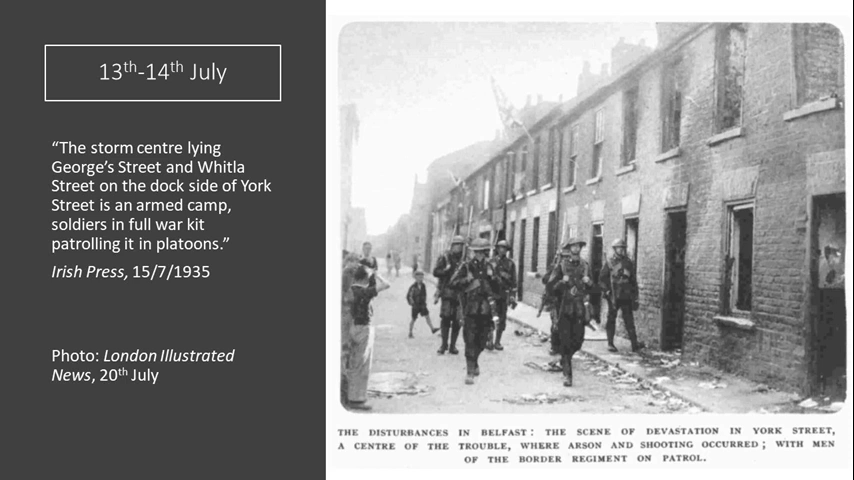 13th-14th July
“The storm centre lying
George’s Street and Whitla
Street on the dock side of York
Street is an armed camp,
soldiers in full war kit
patrolling it in platoons.”
Irish Press, 15/7/1935
Photo: London Illustrated
News, 20th July
THE DISTURBANCES IN BELFAST: THE SCENE OF DEVASTATION IN YORK STREET,
A CENTRE OF THE TROUBLE, WHERE ARSON AND SHOOTING OCCURRED; WITH MEN
OF THE BORDER REGIMENT ON PATROL.